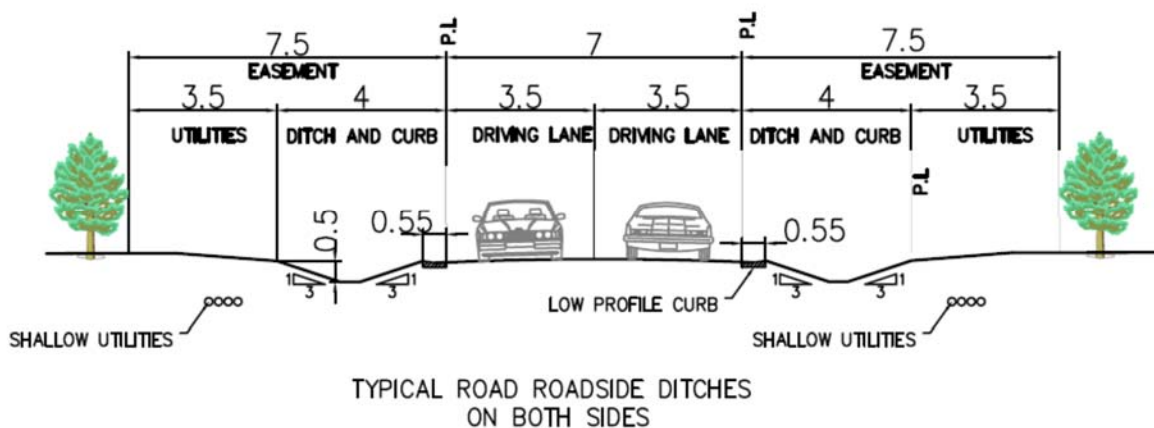 P.L
P.L
7.5
7
7.5
EASEMENT
EASEMENT
3.5
4
3.5
3.5
4
3.5
UTILITIES
DITCH AND CURB
DRIVING LANE
DRIVING LANE
DITCH AND CURB
UTILITIES
P.L
0.5
0.55
0.55
1
3
3
1
1
3
3
1
LOW PROFILE CURB
SHALLOW UTILITIES
SHALLOW UTILITIES
TYPICAL ROAD ROADSIDE DITCHES
ON BOTH SIDES